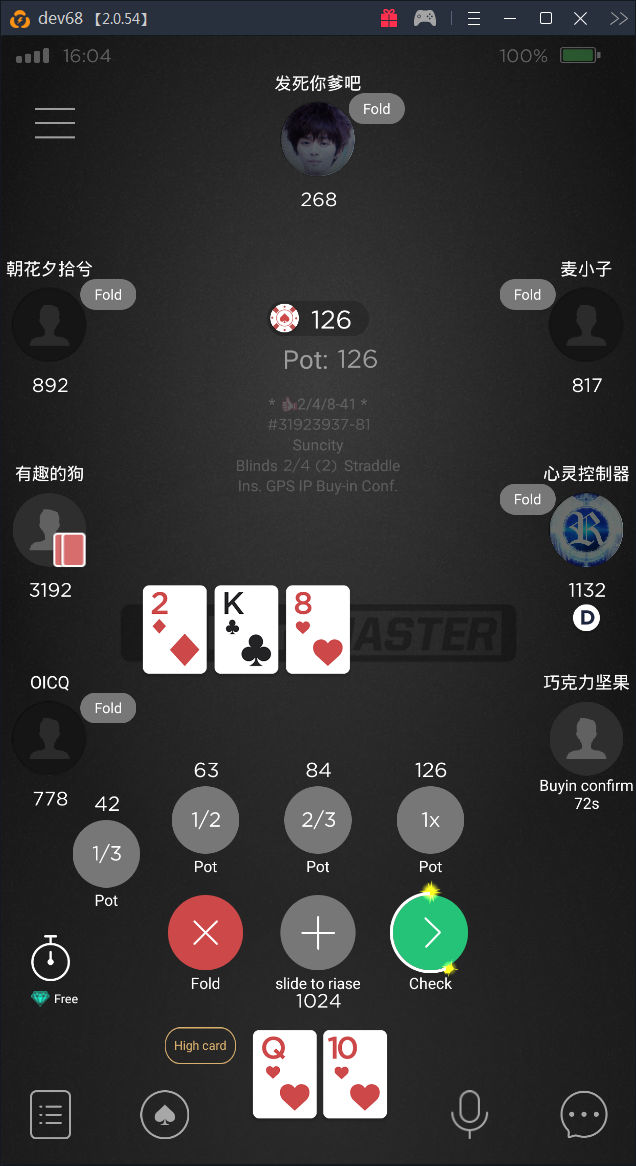 dev68 【2.0.54】
16:04
100%
发死你爹吧
Fold
268
朝花夕拾兮
Fold
892
麦小子
Fold
817
126
Pot: 126
* 2/4/8-41 *
#31923937-81
Suncity
Blinds 2/4 (2) Straddle
Ins. GPS IP Buy-in Conf.
有趣的狗
3192
心灵控制器
Fold
R
1132
D
2
K
8
ASTER
OICQ
Fold
778
巧克力坚果
Buyin confirm
72s
42
1/3
Pot
63
1/2
Pot
84
2/3
Pot
126
1x
Pot
Fold
slide to riase
1024
Check
Free
High card
Q
10